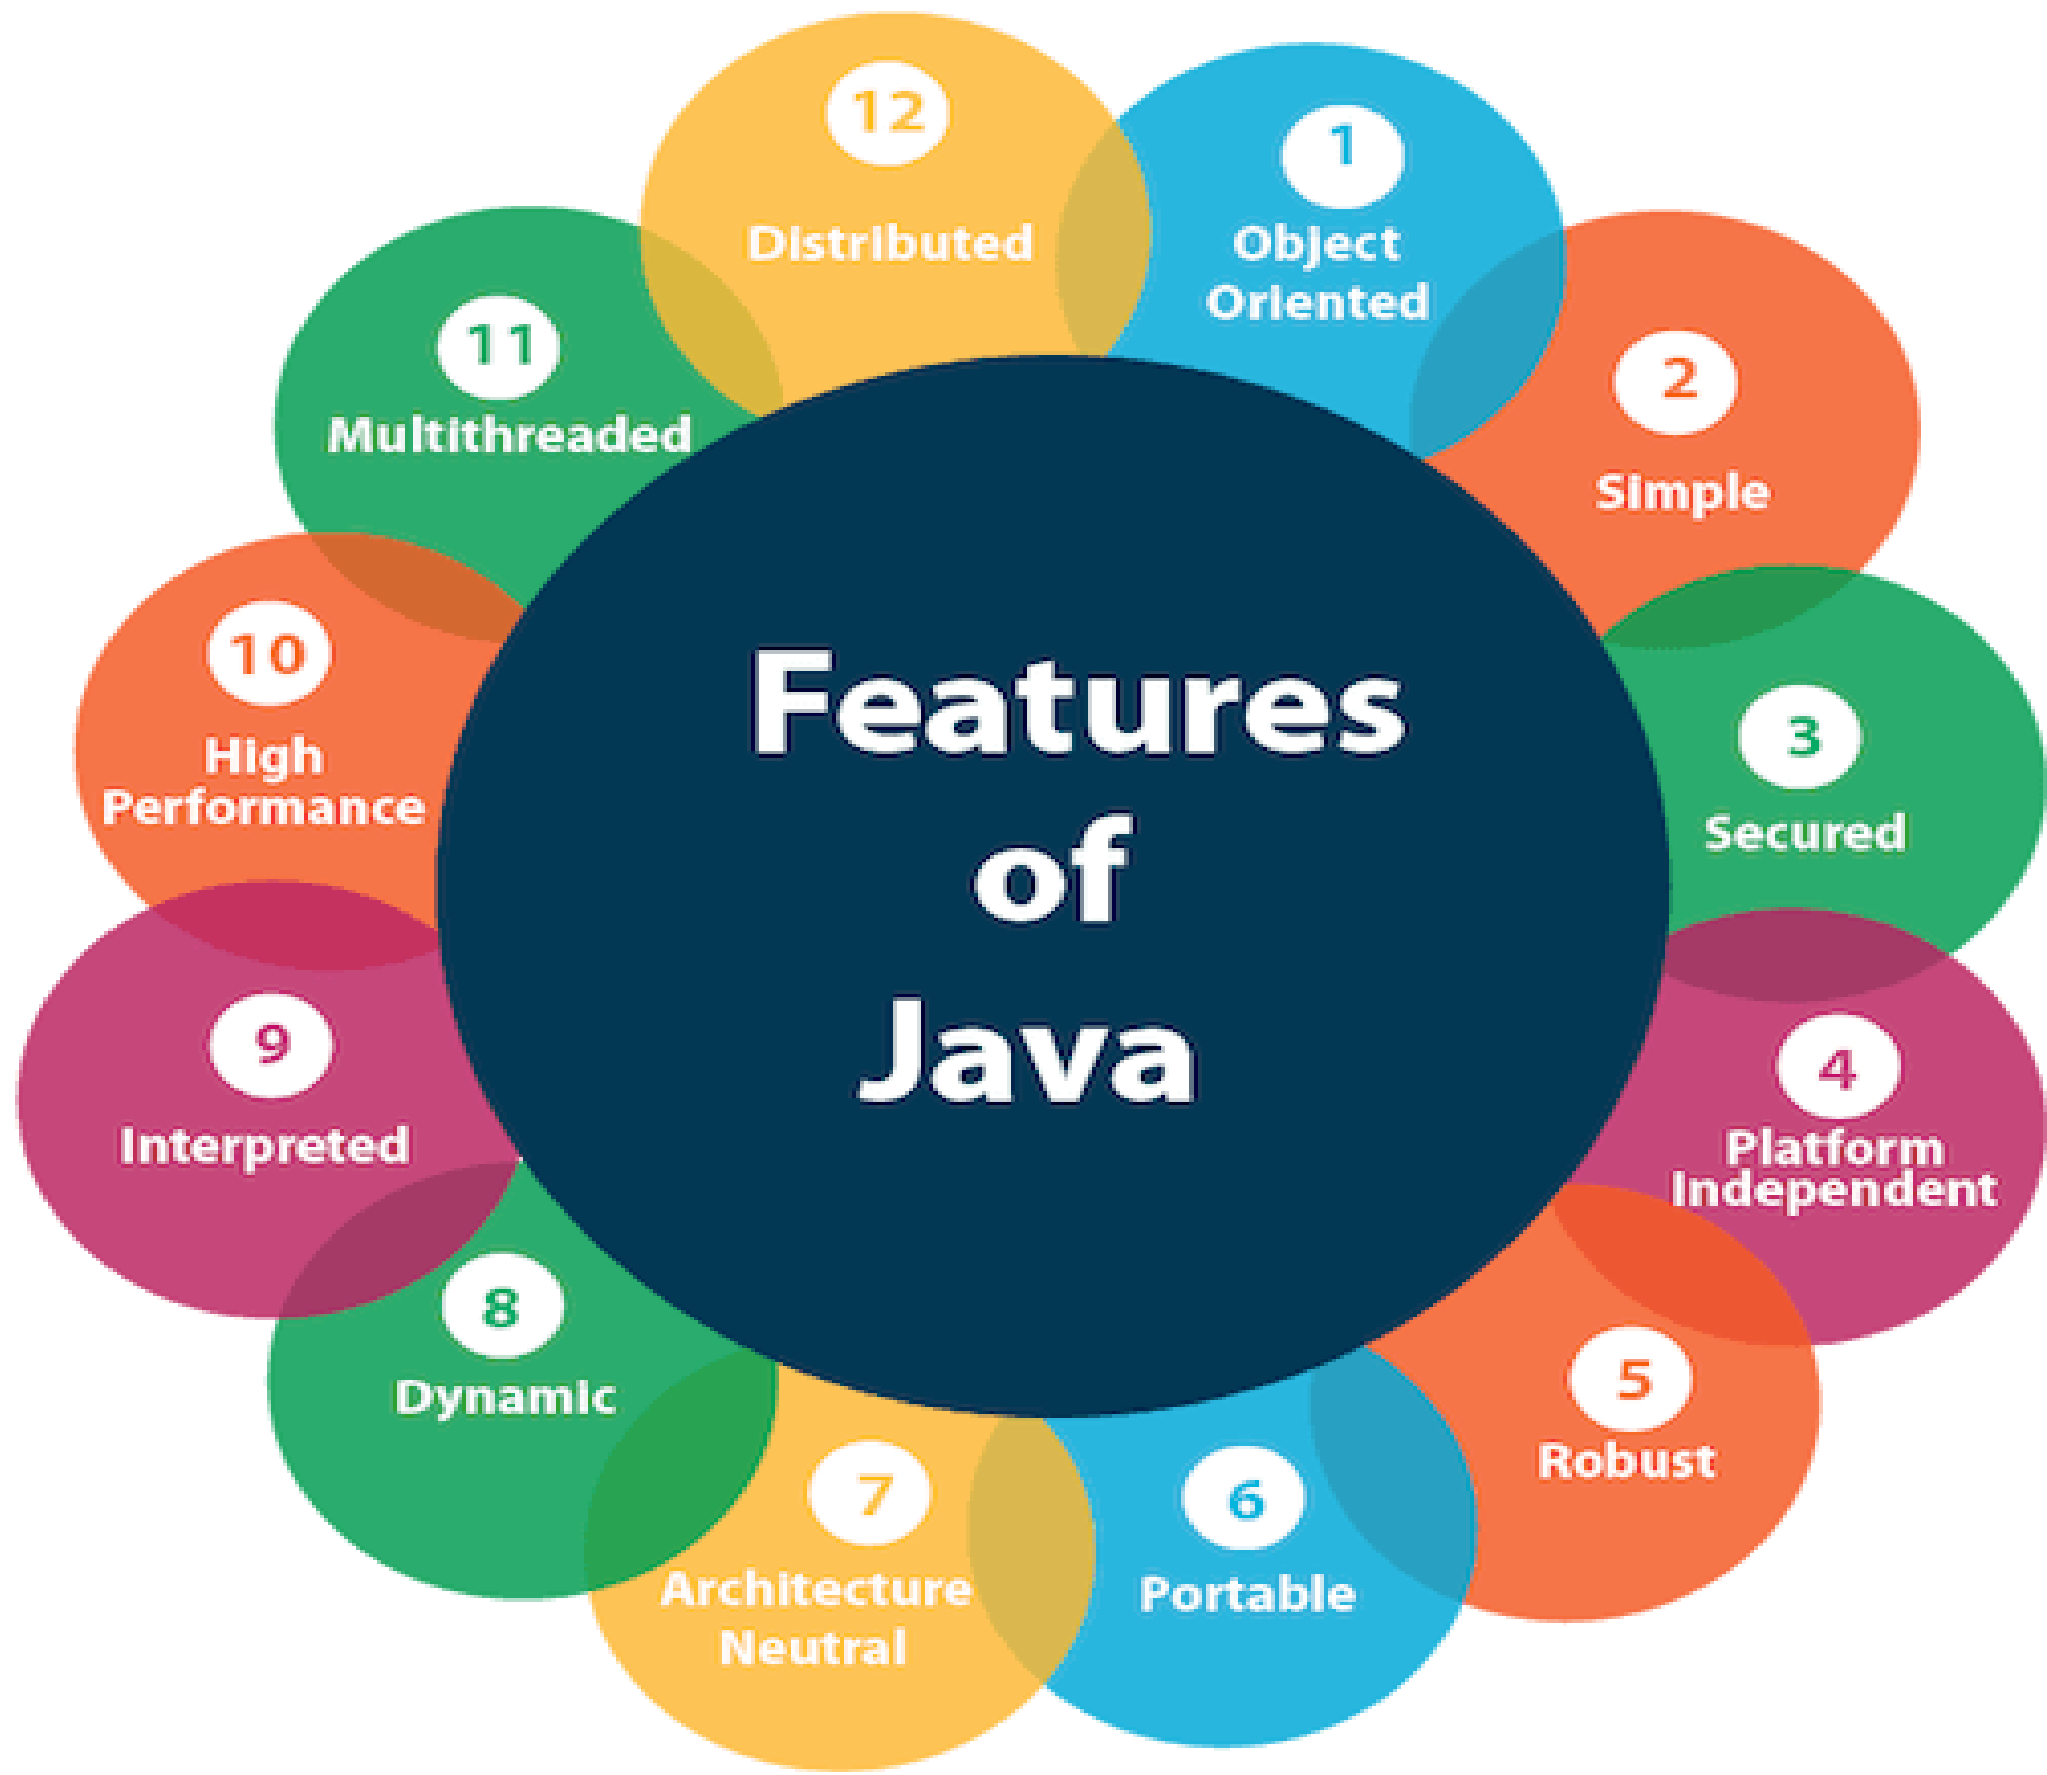 Features
of
Java
1
Object
Oriented
2
Simple
3
Secured
4
Platform
Independent
5
Robust
6
Portable
7
Architecture
Neutral
8
Dynamic
9
Interpreted
10
High
Performance
11
Multithreaded
12
Distributed